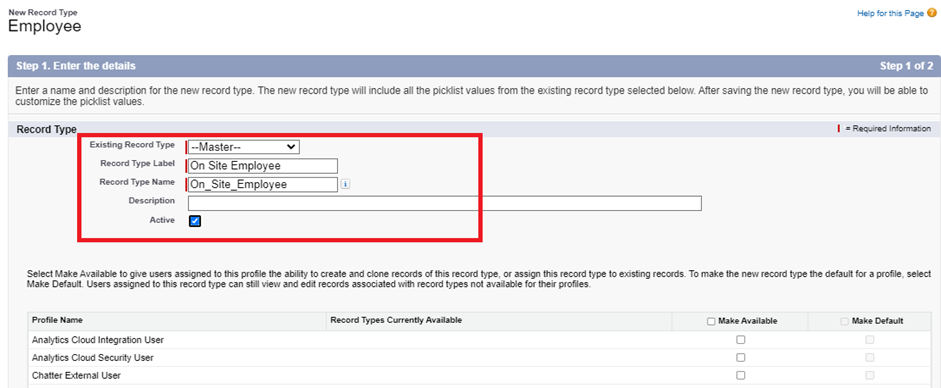 New Record Type
Employee
Help for this Page
Step 1. Enter the details
Step 1 of 2
Enter a name and description for the new record type. The new record type will include all the picklist values from the existing record type selected below. After saving the new record type, you will be able to
customize the picklist values.
Record Type
= Required Information
Existing Record Type --Master--
Record Type Label On Site Employee
Record Type Name On_Site_Employee i
Description
Active
Select Make Available to give users assigned to this profile the ability to create and clone records of this record type, or assign this record type to existing records. To make the new record type the default for a profile, select
Make Default. Users assigned to this record type can still view and edit records associated with record types not available for their profiles.
Profile Name Record Types Currently Available Make Available Make Default
Analytics Cloud Integration User
Analytics Cloud Security User
Chatter External User